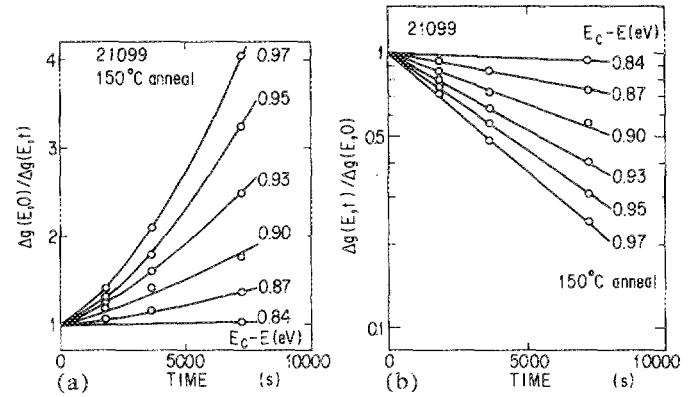 21099
150°C anneal
Δg(E,0)/Δg(E,t)
4
3
2
1
0.97
0.95
0.93
0.90
0.87
0.84
E_C-E(eV)
0
5000
10000
TIME (s)
(a)
21099
E_C-E(eV)
Δg(E,t)/Δg(E,0)
1
0.5
0.1
0.84
0.87
0.90
0.93
0.95
0.97
150°C anneal
0
5000
10000
TIME (s)
(b)